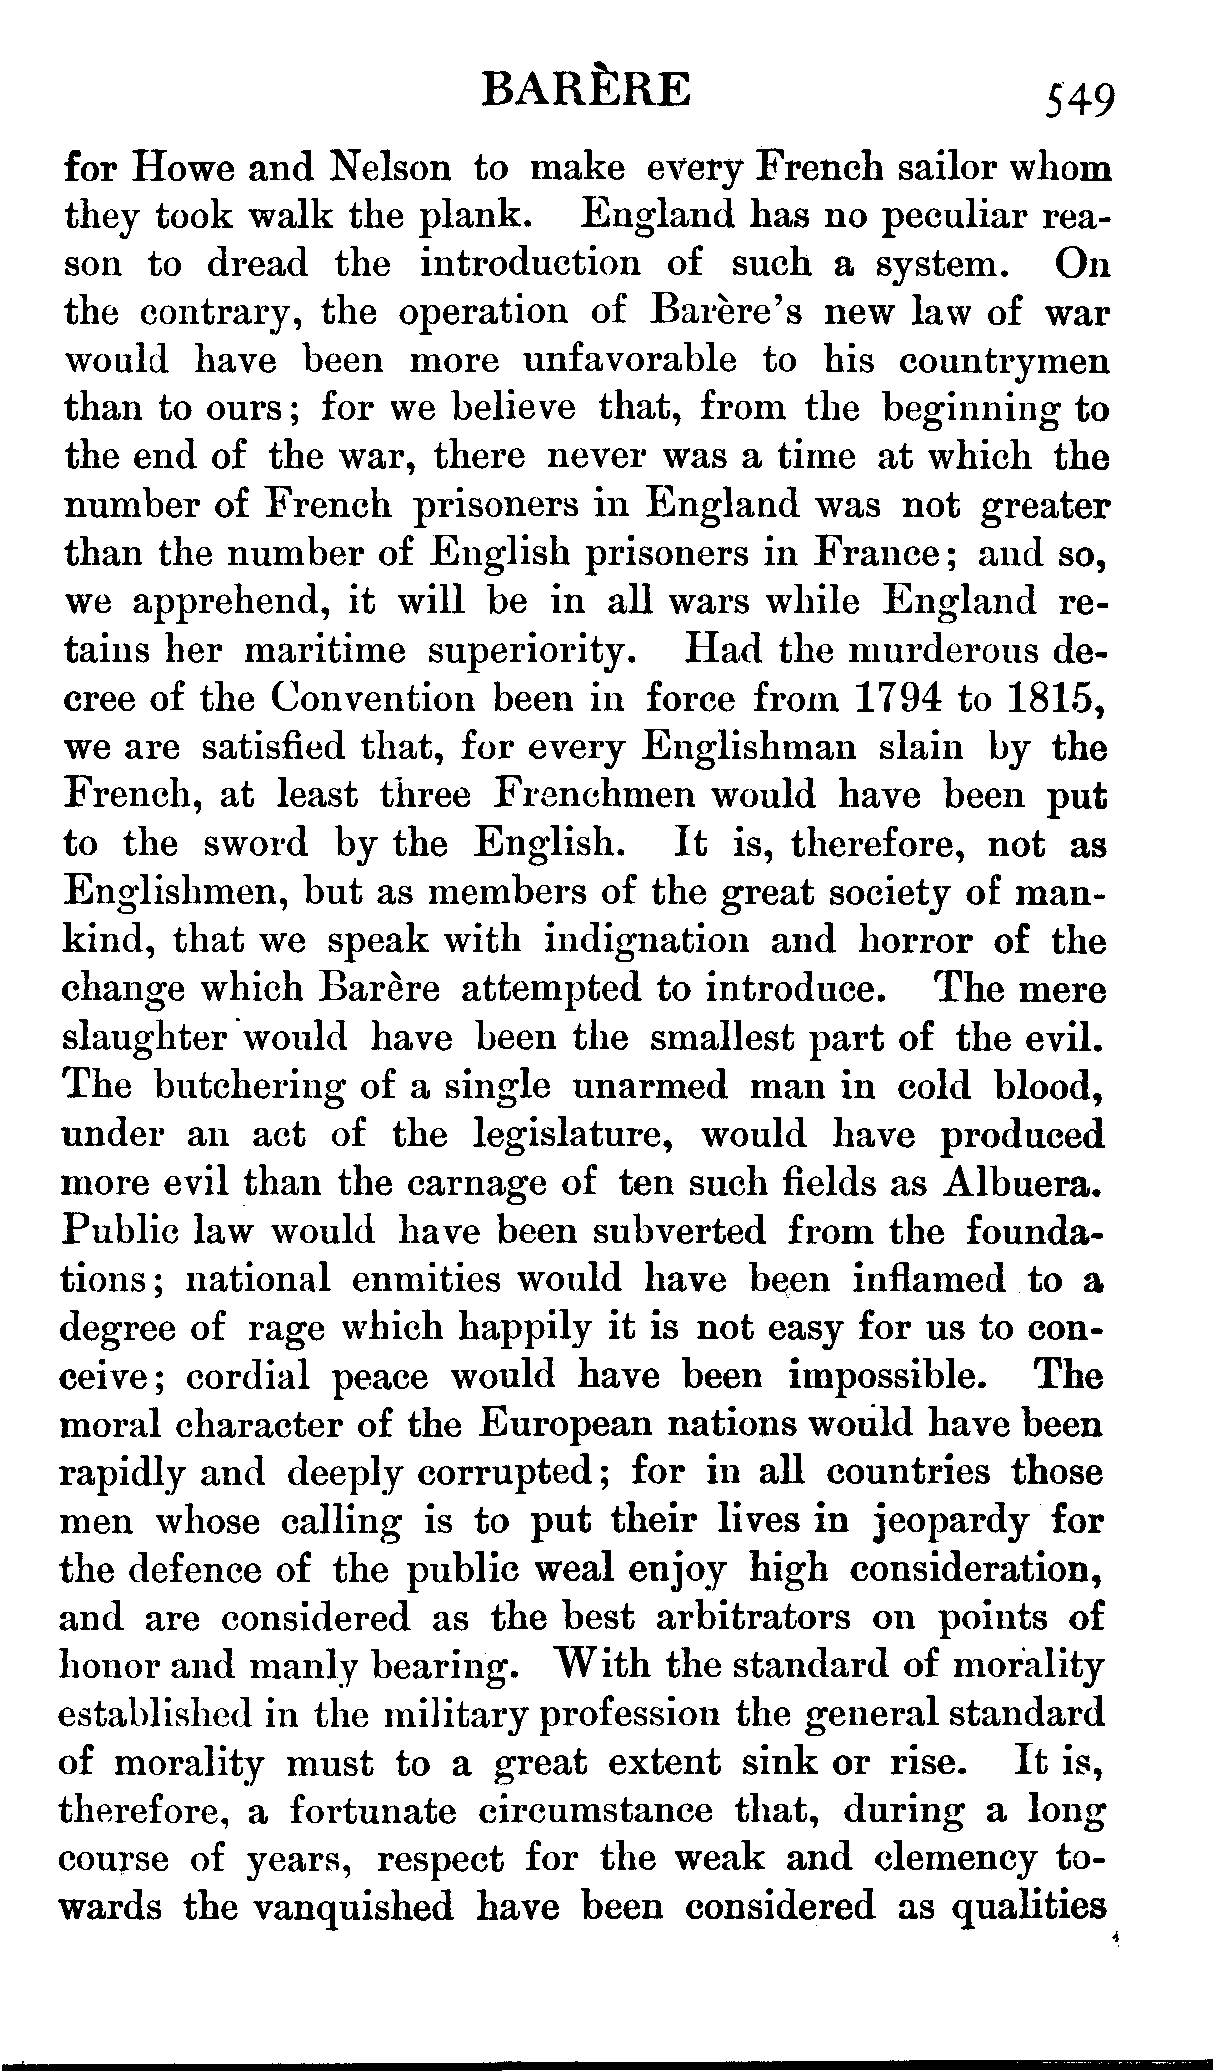 BARÈRE 549
for Howe and Nelson to make every French sailor whom
they took walk the plank. England has no peculiar rea-
son to dread the introduction of such a system. On
the contrary, the operation of Barère's new law of war
would have been more unfavorable to his countrymen
than to ours; for we believe that, from the beginning to
the end of the war, there never was a time at which the
number of French prisoners in England was not greater
than the number of English prisoners in France; and so,
we apprehend, it will be in all wars while England re-
tains her maritime superiority. Had the murderous de-
cree of the Convention been in force from 1794 to 1815,
we are satisfied that, for every Englishman slain by the
French, at least three Frenchmen would have been put
to the sword by the English. It is, therefore, not as
Englishmen, but as members of the great society of man-
kind, that we speak with indignation and horror of the
change which Barère attempted to introduce. The mere
slaughter would have been the smallest part of the evil.
The butchering of a single unarmed man in cold blood,
under an act of the legislature, would have produced
more evil than the carnage of ten such fields as Albuera.
Public law would have been subverted from the founda-
tions; national enmities would have been inflamed to a
degree of rage which happily it is not easy for us to con-
ceive; cordial peace would have been impossible. The
moral character of the European nations would have been
rapidly and deeply corrupted; for in all countries those
men whose calling is to put their lives in jeopardy for
the defence of the public weal enjoy high consideration,
and are considered as the best arbitrators on points of
honor and manly bearing. With the standard of morality
established in the military profession the general standard
of morality must to a great extent sink or rise. It is,
therefore, a fortunate circumstance that, during a long
course of years, respect for the weak and clemency to-
wards the vanquished have been considered as qualities
4